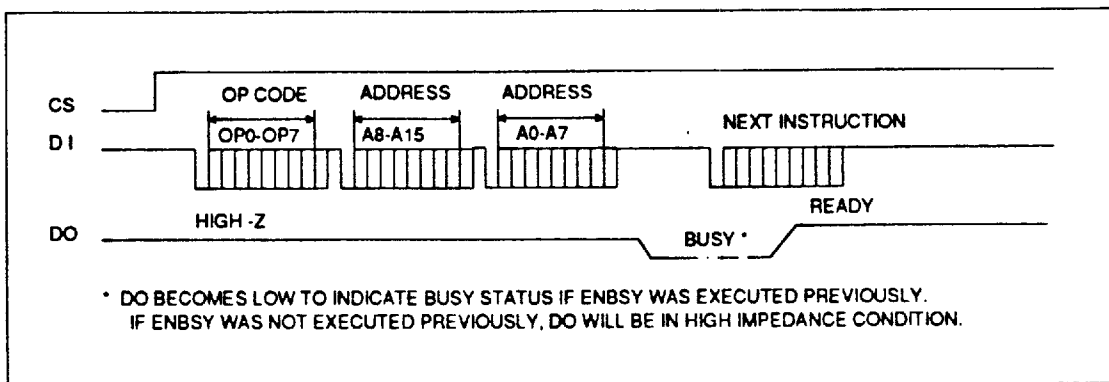 OP CODE ADDRESS ADDRESS
CS
OP0-OP7 A8-A15 A0-A7 NEXT INSTRUCTION
DI
READY
HIGH -Z
DO
BUSY *
* DO BECOMES LOW TO INDICATE BUSY STATUS IF ENBSY WAS EXECUTED PREVIOUSLY.
IF ENBSY WAS NOT EXECUTED PREVIOUSLY, DO WILL BE IN HIGH IMPEDANCE CONDITION.